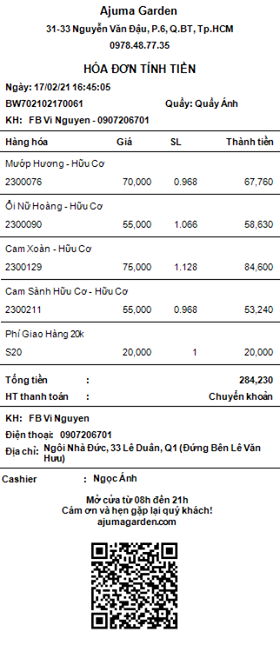 Ajuma Garden
31-33 Nguyễn Văn Đậu, P.6, Q.BT, Tp.HCM
0978.48.77.35
HÓA ĐƠN TÍNH TIỀN
Ngày: 17/02/21 16:45:05
BW702102170061 Quầy: Quầy Ánh
KH: FB Vi Nguyen - 0907206701
Hàng hóa Giá SL Thành tiền
Mướp Hương - Hữu Cơ
2300076 70,000 0.968 67,760
Ổi Nữ Hoàng - Hữu Cơ
2300090 55,000 1.066 58,630
Cam Xoàn - Hữu Cơ
2300129 75,000 1.128 84,600
Cam Sành Hữu Cơ - Hữu Cơ
2300211 55,000 0.968 53,240
Phí Giao Hàng 20k
S20 20,000 1 20,000
Tổng tiền : 284,230
HT thanh toán : Chuyển khoản
KH: FB Vi Nguyen
Điện thoại: 0907206701
Địa chỉ: Ngôi Nhà Đức, 33 Lê Duẩn, Q1 (Đứng Bên Lê Văn
Hưu)
Cashier : Ngọc Ánh
Mở cửa từ 08h đến 21h
Cám ơn và hẹn gặp lại quý khách!
ajumagarden.com